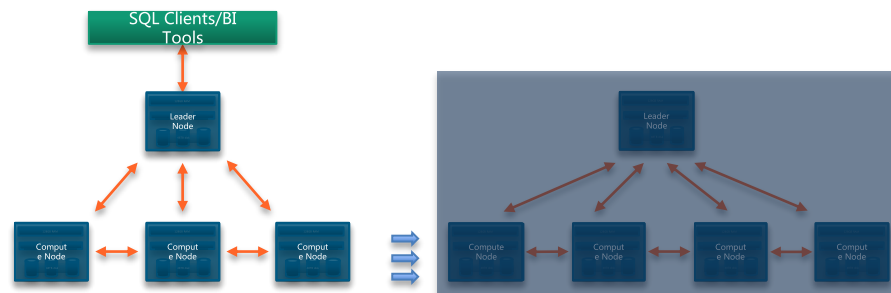 SQL Clients/BI
Tools
Leader
Node
Leader
Node
Comput
e Node
Comput
e Node
Comput
e Node
Compute
Node
Comput
e Node
Comput
e Node
Comput
e Node